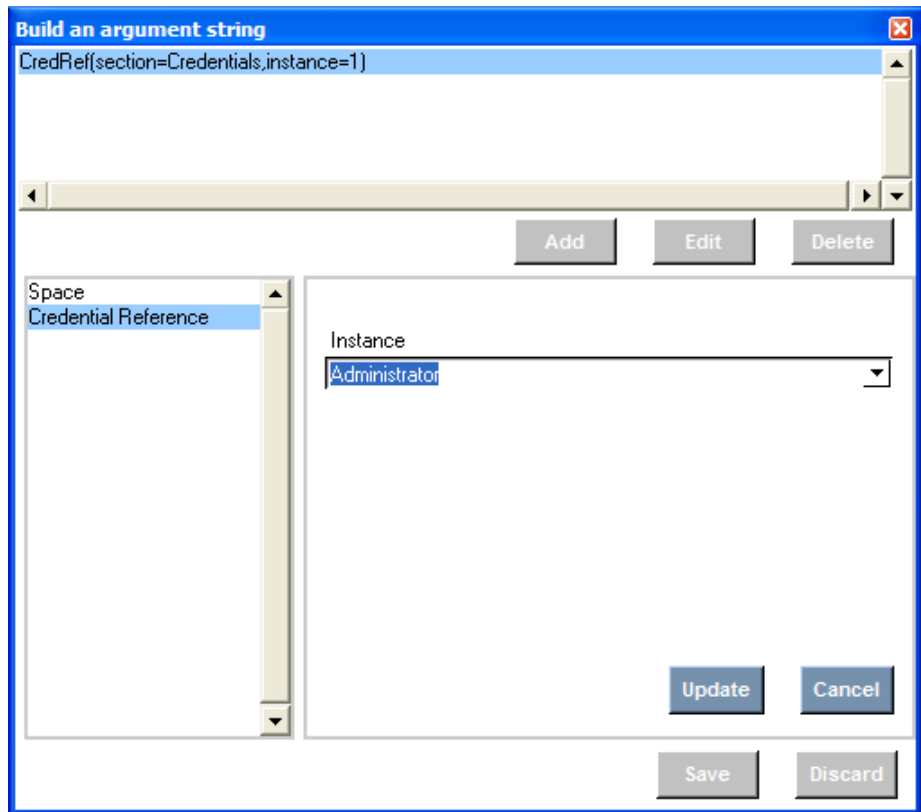 Build an argument string
CredRef(section=Credentials,instance=1)
Add Edit Delete
Space
Credential Reference
Instance
Administrator
Update Cancel
Save Discard